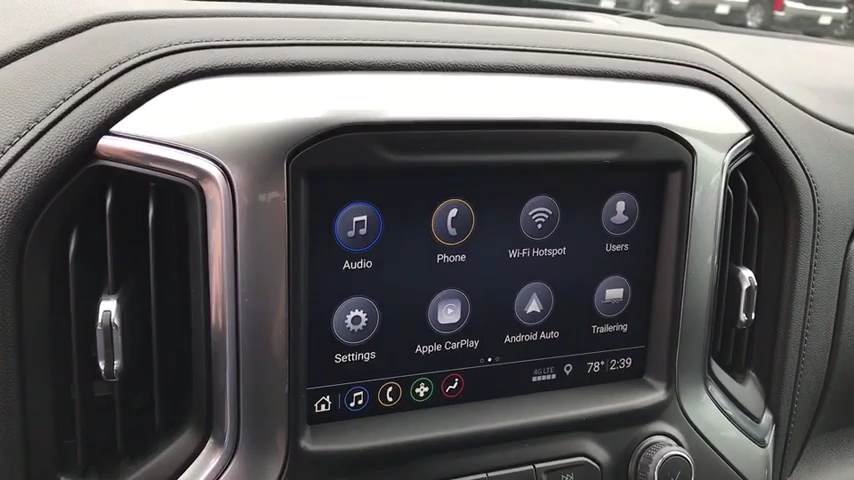 Audio
Phone
Wi-Fi Hotspot
Users
Settings
Apple CarPlay
Android Auto
Trailering
4G LTE
78° 2:39